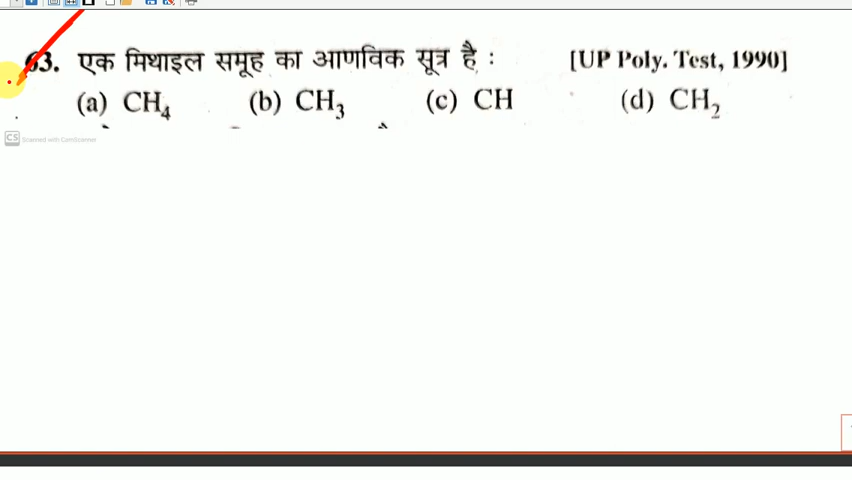 63. एक मिथाइल समूह का आणविक सूत्र है : [UP Poly. Test, 1990]
(a) CH₄ (b) CH₃ (c) CH (d) CH₂
CS Scanned with CamScanner